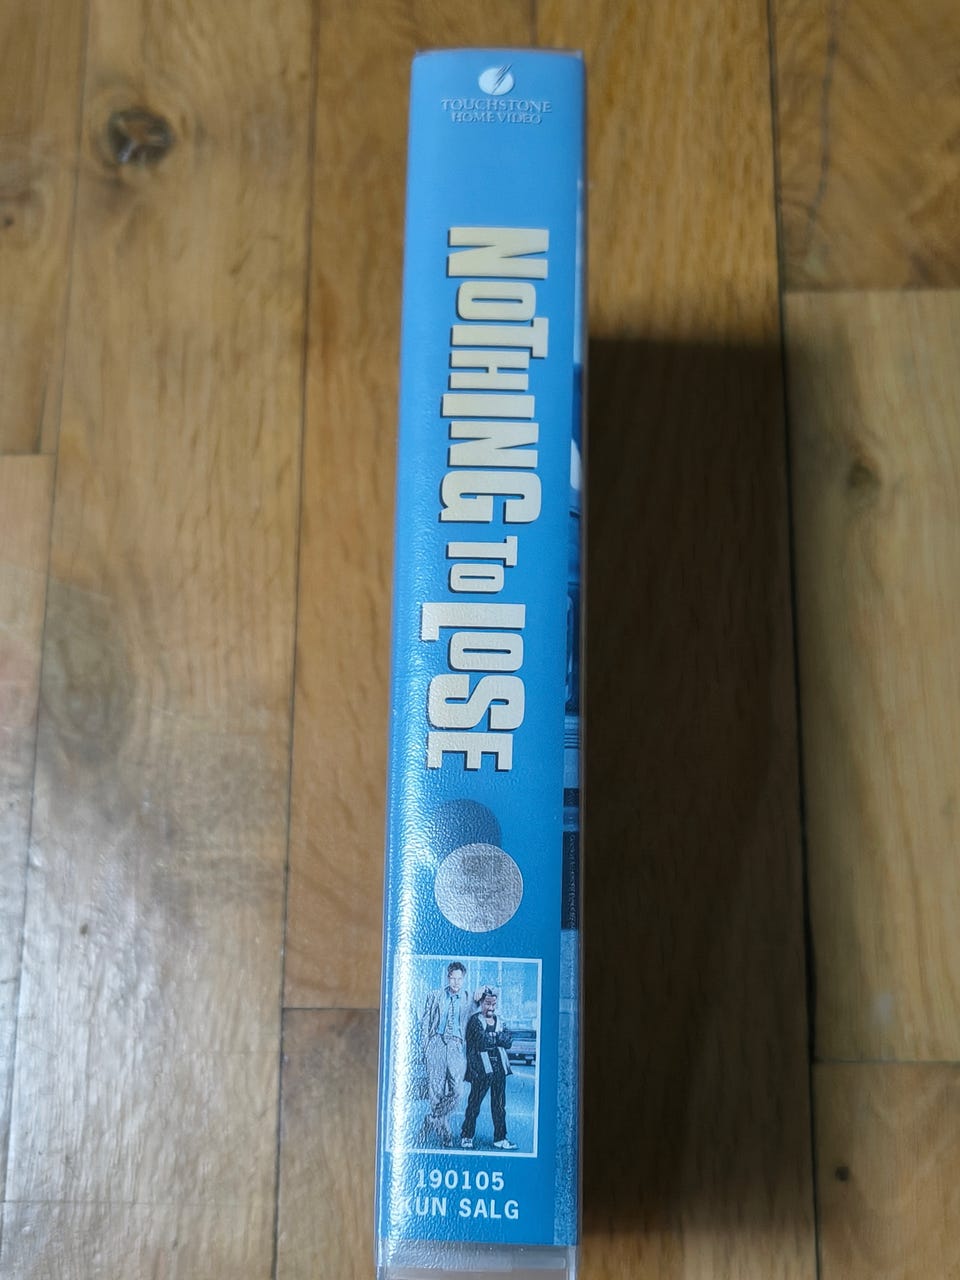 TOUCHSTONE
HOME VIDEO
NOTHING TO LOSE
190105
KUN SALG